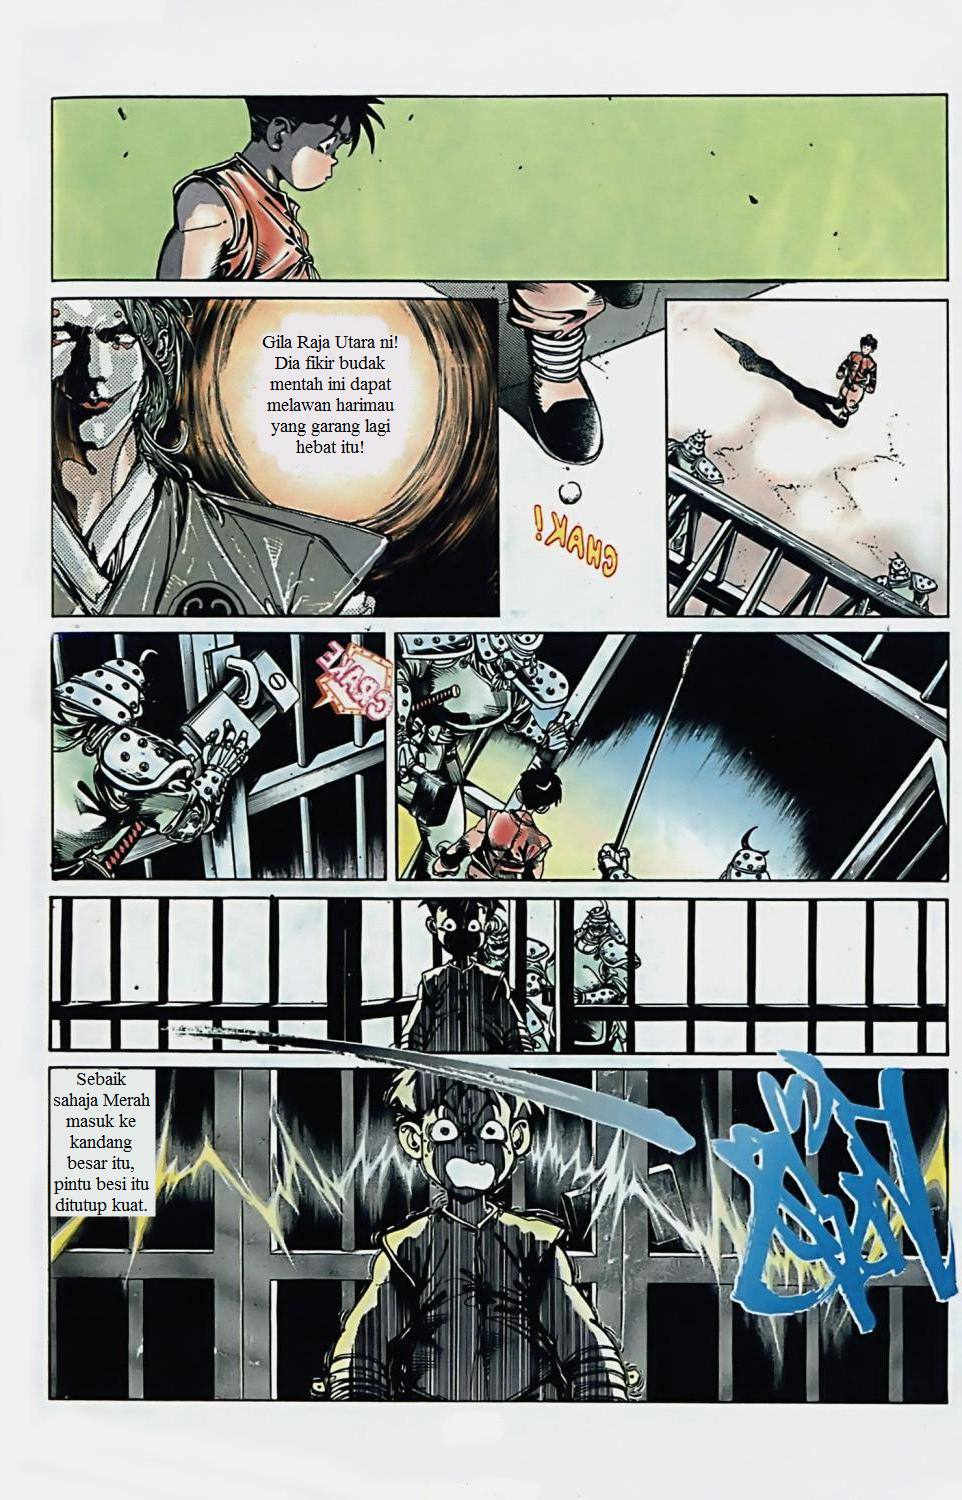 Gila Raja Utara ni!
Dia fikir budak
mentah ini dapat
melawan harimau
yang garang lagi
hebat itu!
CHAK!
CRAKE
Sebaik
sahaja Merah
masuk ke
kandang
besar itu,
pintu besi itu
ditutup kuat.